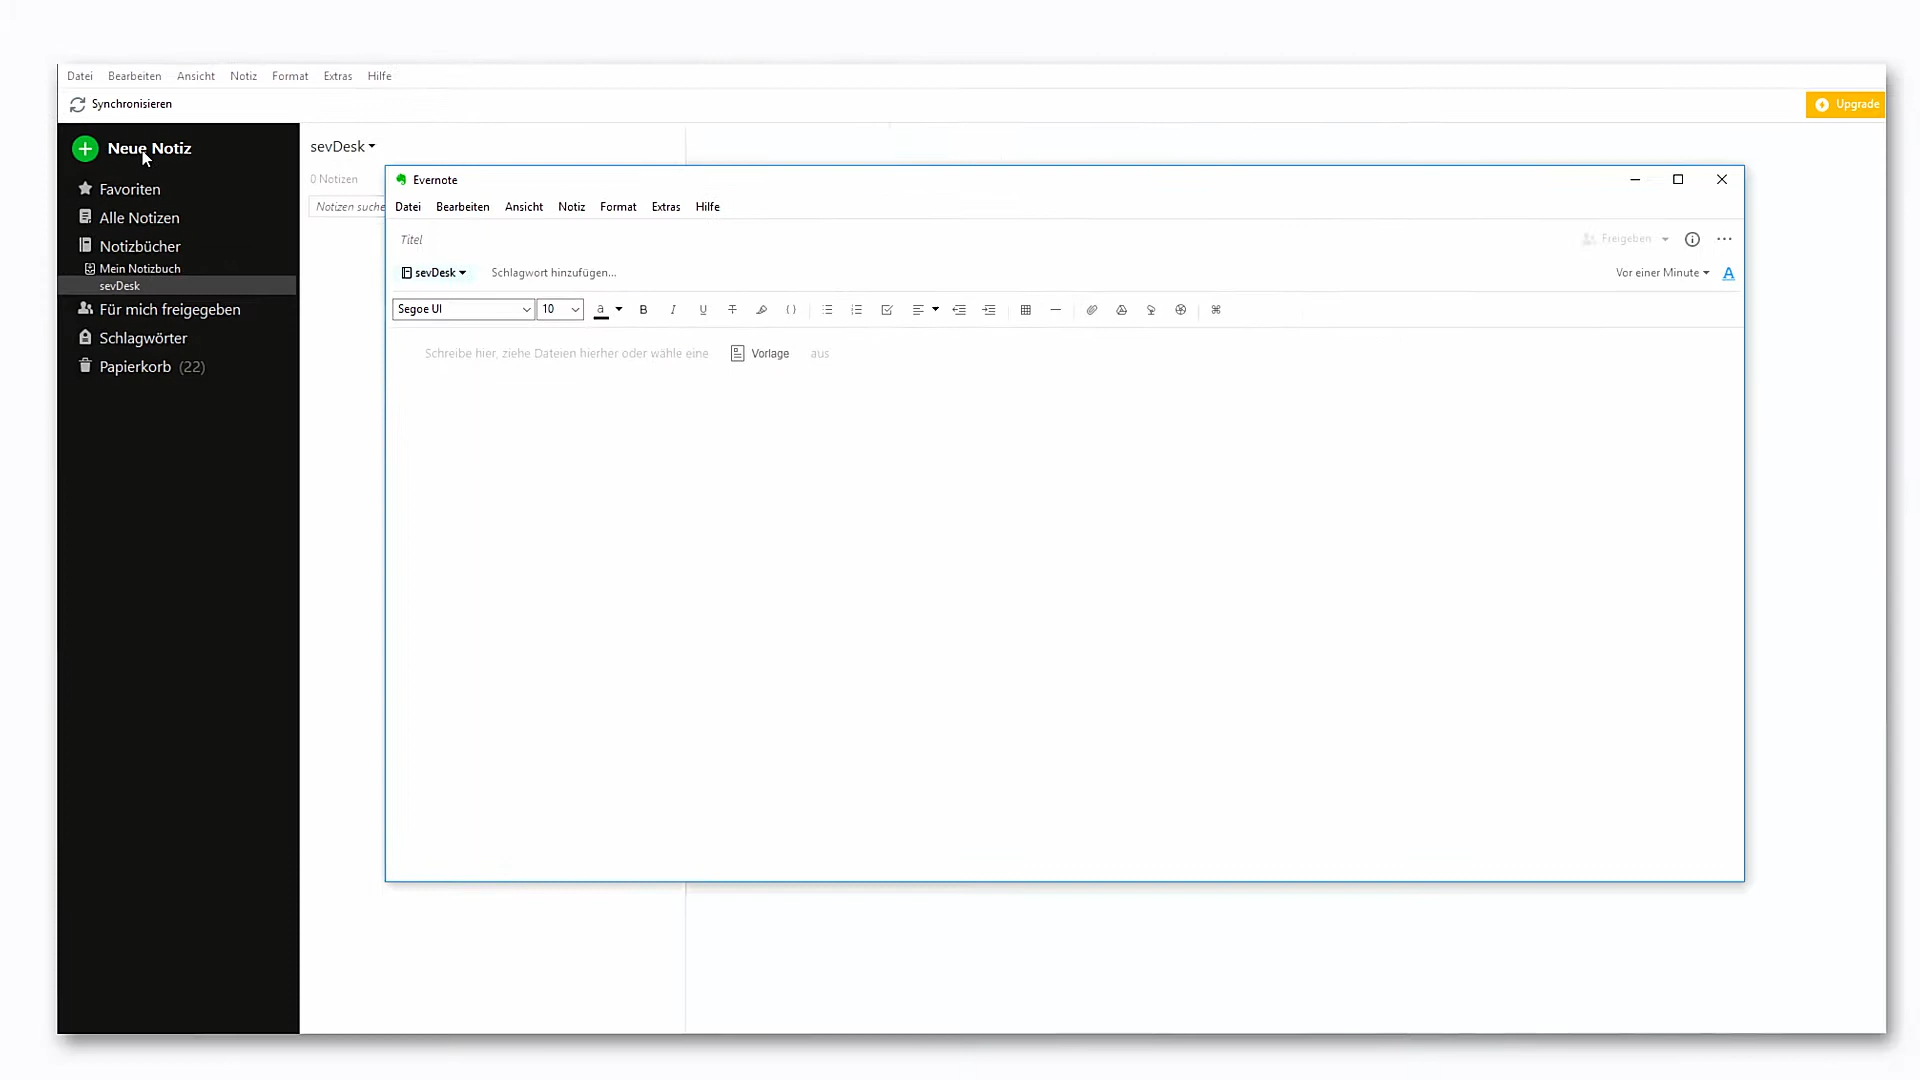 Datei Bearbeiten Ansicht Notiz Format Extras Hilfe
Synchronisieren
Upgrade
Neue Notiz
Favoriten
Alle Notizen
Notizbücher
Mein Notizbuch
sevDesk
Für mich freigegeben
Schlagwörter
Papierkorb (22)
sevDesk
0 Notizen
Notizen suche
Evernote
Datei Bearbeiten Ansicht Notiz Format Extras Hilfe
Titel
Freigeben
sevDesk Schlagwort hinzufügen...
Vor einer Minute
Segoe UI 10
Schreibe hier, ziehe Dateien hierher oder wähle eine Vorlage aus